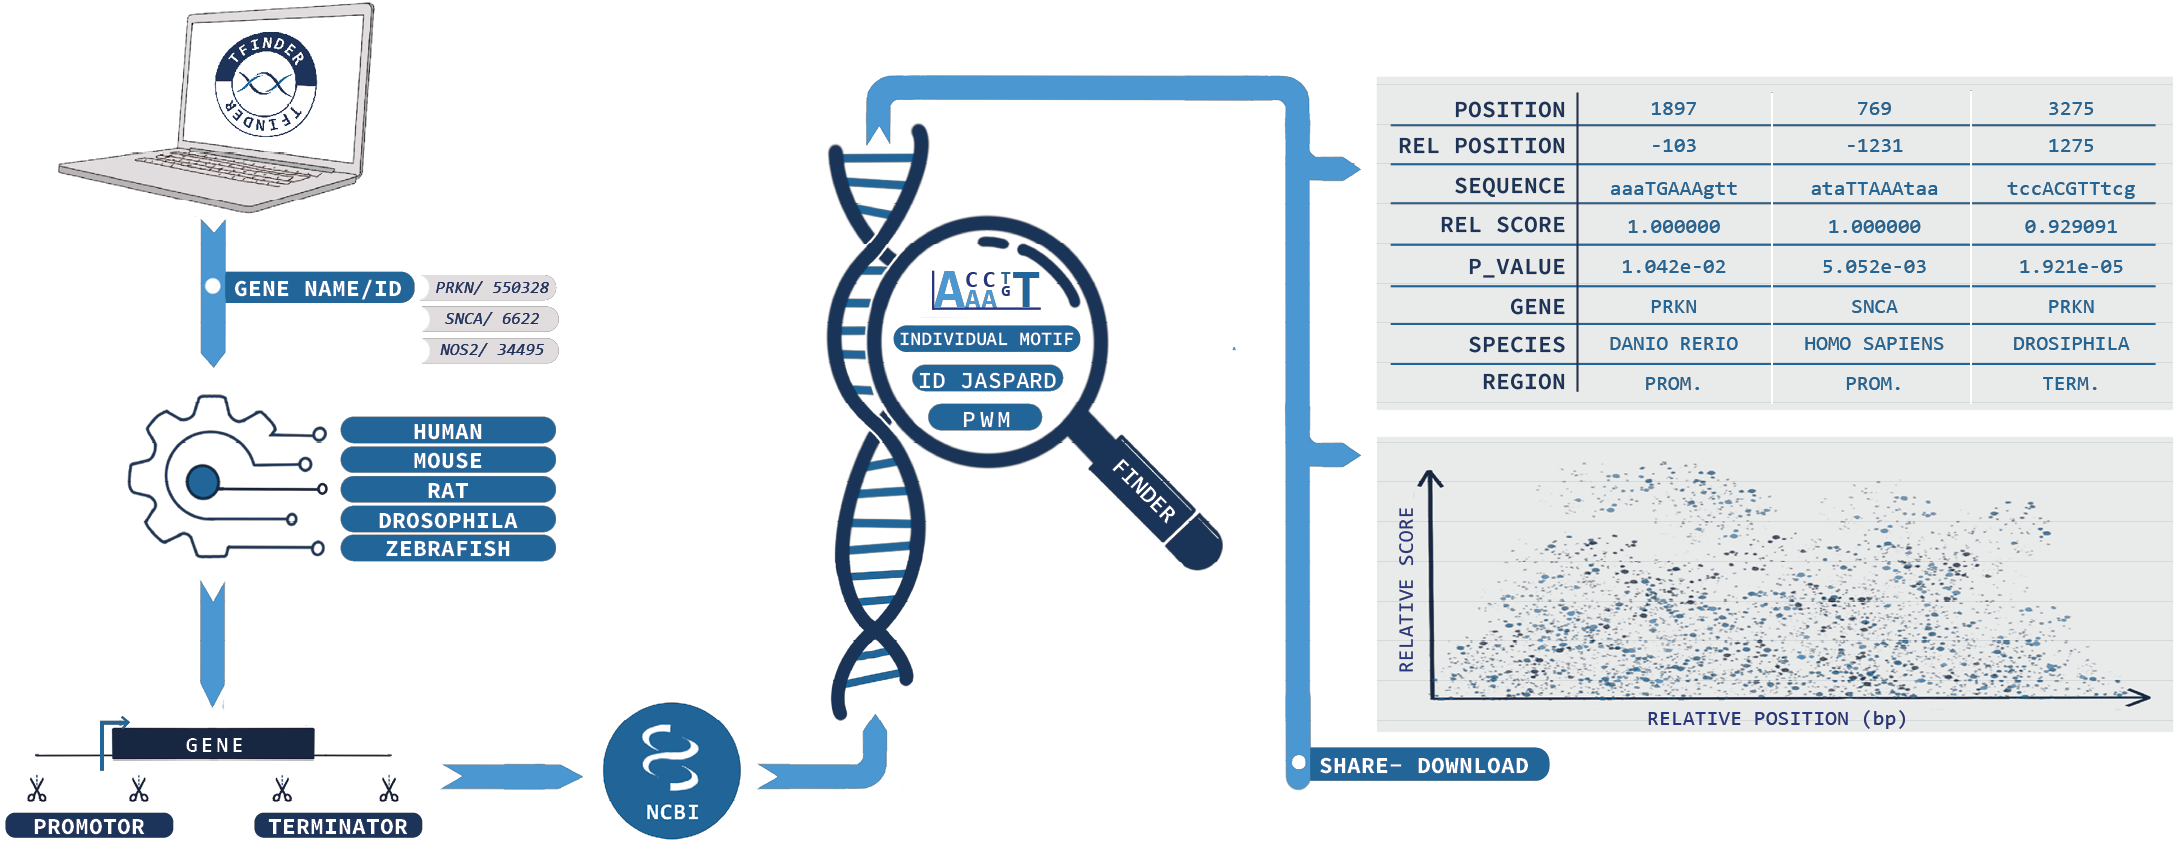 TFINDER
TFINDER
GENE NAME/ID
PRKN/ 550328
SNCA/ 6622
NOS2/ 34495
HUMAN
MOUSE
RAT
DROSOPHILA
ZEBRAFISH
GENE
PROMOTOR
TERMINATOR
NCBI
A C C T T
A A G
INDIVIDUAL MOTIF
ID JASPARD
PWM
FINDER
POSITION 1897 769 3275
REL POSITION -103 -1231 1275
SEQUENCE aaaTGAAAgtt ataTTAAAtaa tccACGTTtcg
REL SCORE 1.000000 1.000000 0.929091
P_VALUE 1.042e-02 5.052e-03 1.921e-05
GENE PRKN SNCA PRKN
SPECIES DANIO RERIO HOMO SAPIENS DROSIPHILA
REGION PROM. PROM. TERM.
RELATIVE SCORE
RELATIVE POSITION (bp)
SHARE- DOWNLOAD